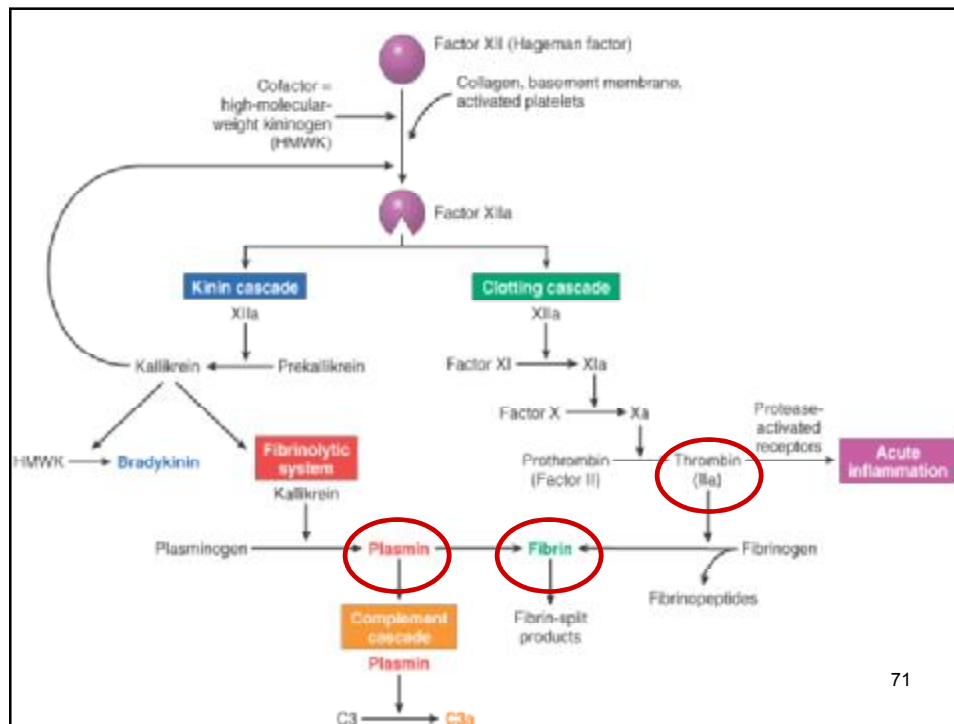 Factor XII (Hageman factor)
Cofactor =
high-molecular-
weight kininogen
(HMWK)
Collagen, basement membrane,
activated platelets
Factor XIIa
Kinin cascade
XIIa
Clotting cascade
XIIa
Kallikrein
Prekallikrein
Factor XI
XIa
Factor X
Xa
HMWK
Bradykinin
Fibrinolytic
system
Kallikrein
Prothrombin
(Factor II)
Thrombin
(IIa)
Protease-
activated
receptors
Acute
inflammation
Plasminogen
Plasmin
Fibrin
Fibrinogen
Fibrinopeptides
Fibrin-split
products
Complement
cascade
Plasmin
C3
C3a
71